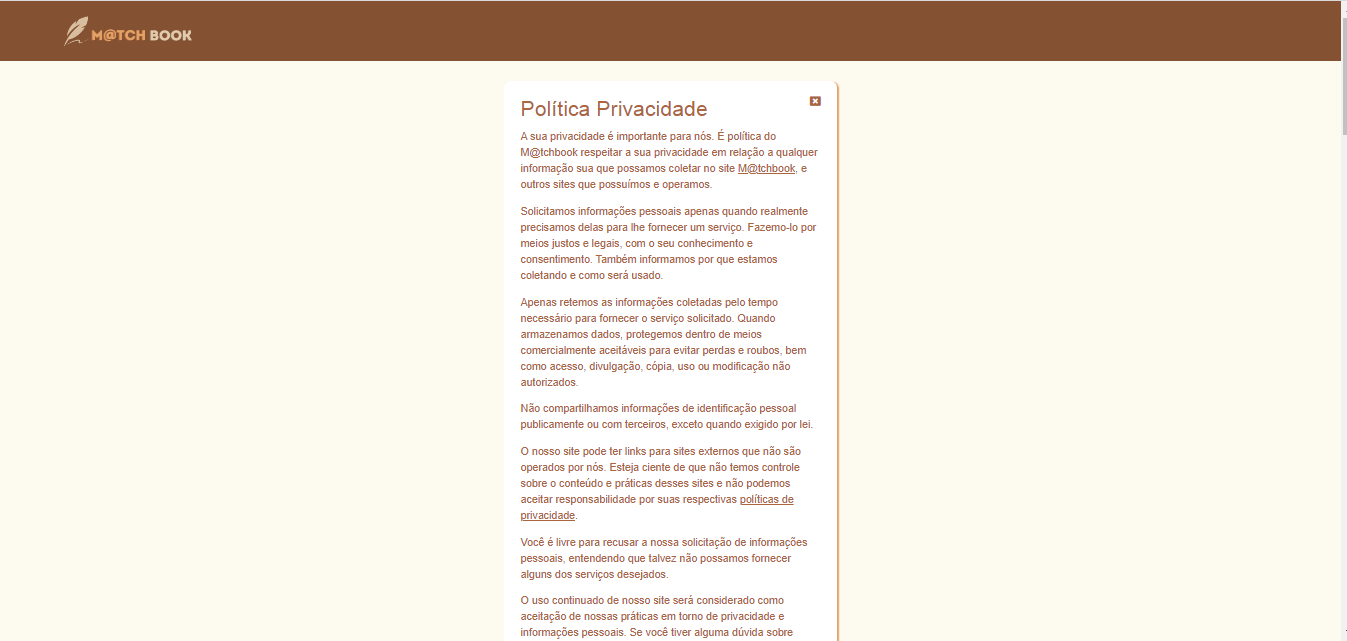 M@TCH BOOK
Política Privacidade
A sua privacidade é importante para nós. É política do
M@tchbook respeitar a sua privacidade em relação a qualquer
informação sua que possamos coletar no site M@tchbook, e
outros sites que possuímos e operamos.
Solicitamos informações pessoais apenas quando realmente
precisamos delas para lhe fornecer um serviço. Fazemo-lo por
meios justos e legais, com o seu conhecimento e
consentimento. Também informamos por que estamos
coletando e como será usado.
Apenas retemos as informações coletadas pelo tempo
necessário para fornecer o serviço solicitado. Quando
armazenamos dados, protegemos dentro de meios
comercialmente aceitáveis para evitar perdas e roubos, bem
como acesso, divulgação, cópia, uso ou modificação não
autorizados.
Não compartilhamos informações de identificação pessoal
publicamente ou com terceiros, exceto quando exigido por lei.
O nosso site pode ter links para sites externos que não são
operados por nós. Esteja ciente de que não temos controle
sobre o conteúdo e práticas desses sites e não podemos
aceitar responsabilidade por suas respectivas políticas de
privacidade.
Você é livre para recusar a nossa solicitação de informações
pessoais, entendendo que talvez não possamos fornecer
alguns dos serviços desejados.
O uso continuado de nosso site será considerado como
aceitação de nossas práticas em torno de privacidade e
informações pessoais. Se você tiver alguma dúvida sobre